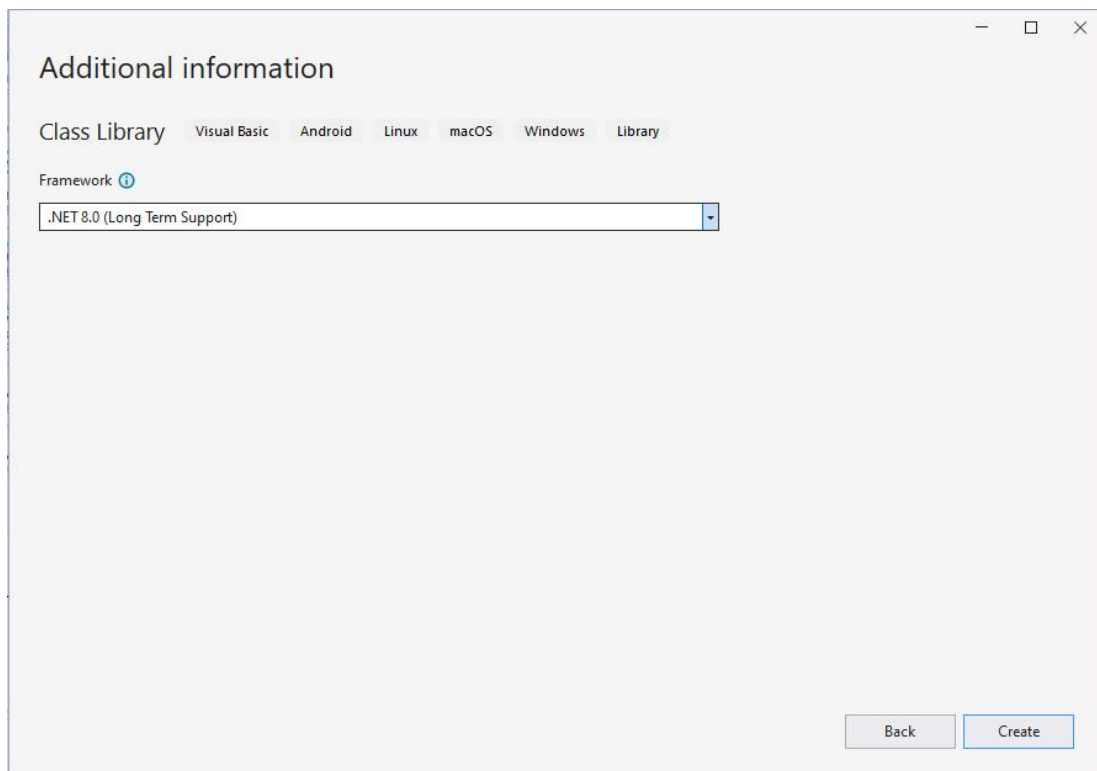 Additional information
Class Library Visual Basic Android Linux macOS Windows Library
Framework
.NET 8.0 (Long Term Support)
Back Create